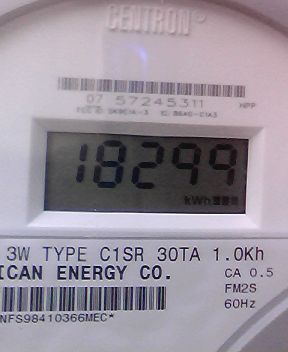 CENTRON®
07 57245311 HPP
18299
kWh
3W TYPE C1SR 30TA 1.0Kh
ICAN ENERGY CO. CA 0.5
FM2S
60Hz
NFS98410366MEC*